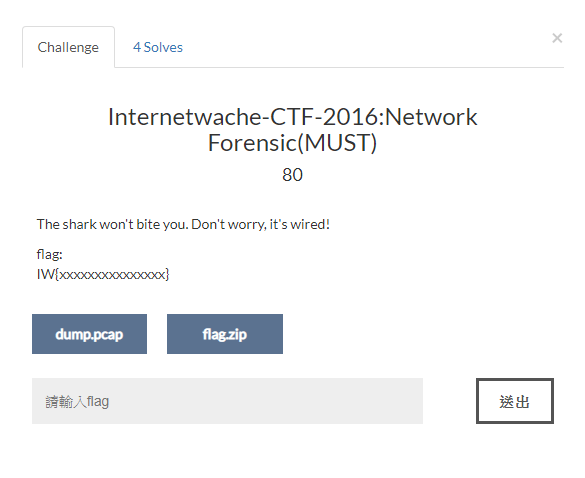 Challenge
4 Solves
×
Internetwache-CTF-2016:Network
Forensic(MUST)
80
The shark won't bite you. Don't worry, it's wired!
flag:
IW{xxxxxxxxxxxxxxx}
dump.pcap
flag.zip
請輸入flag
送出